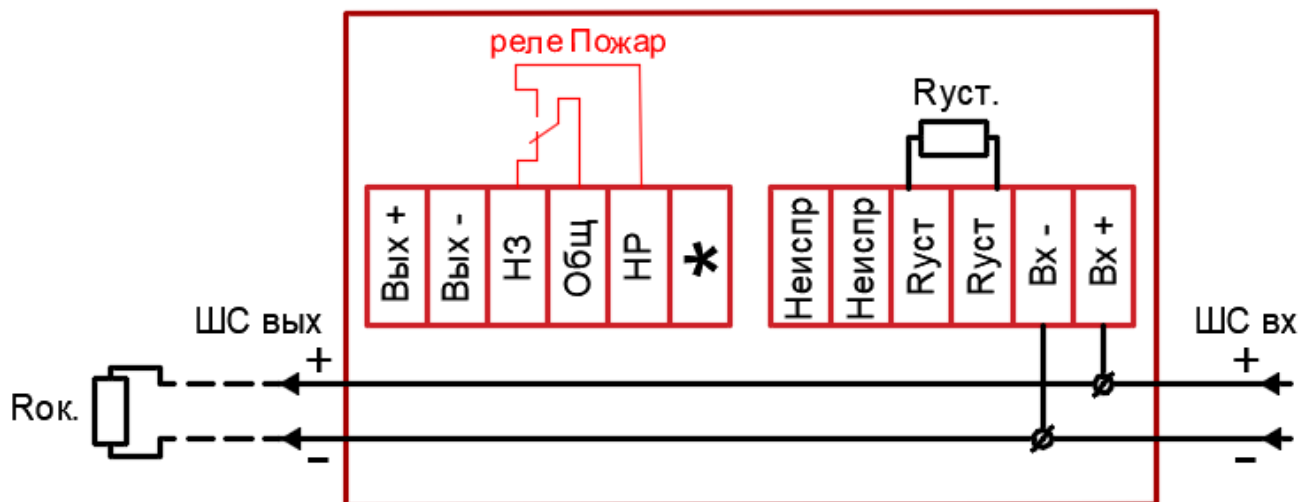 реле Пожар
Rуст.
Вых +
Вых -
НЗ
Общ
НР
*
Неиспр
Неиспр
Rуст
Rуст
Вх -
Вх +
ШС вых
ШС вх
+
+
Rок.
-
-